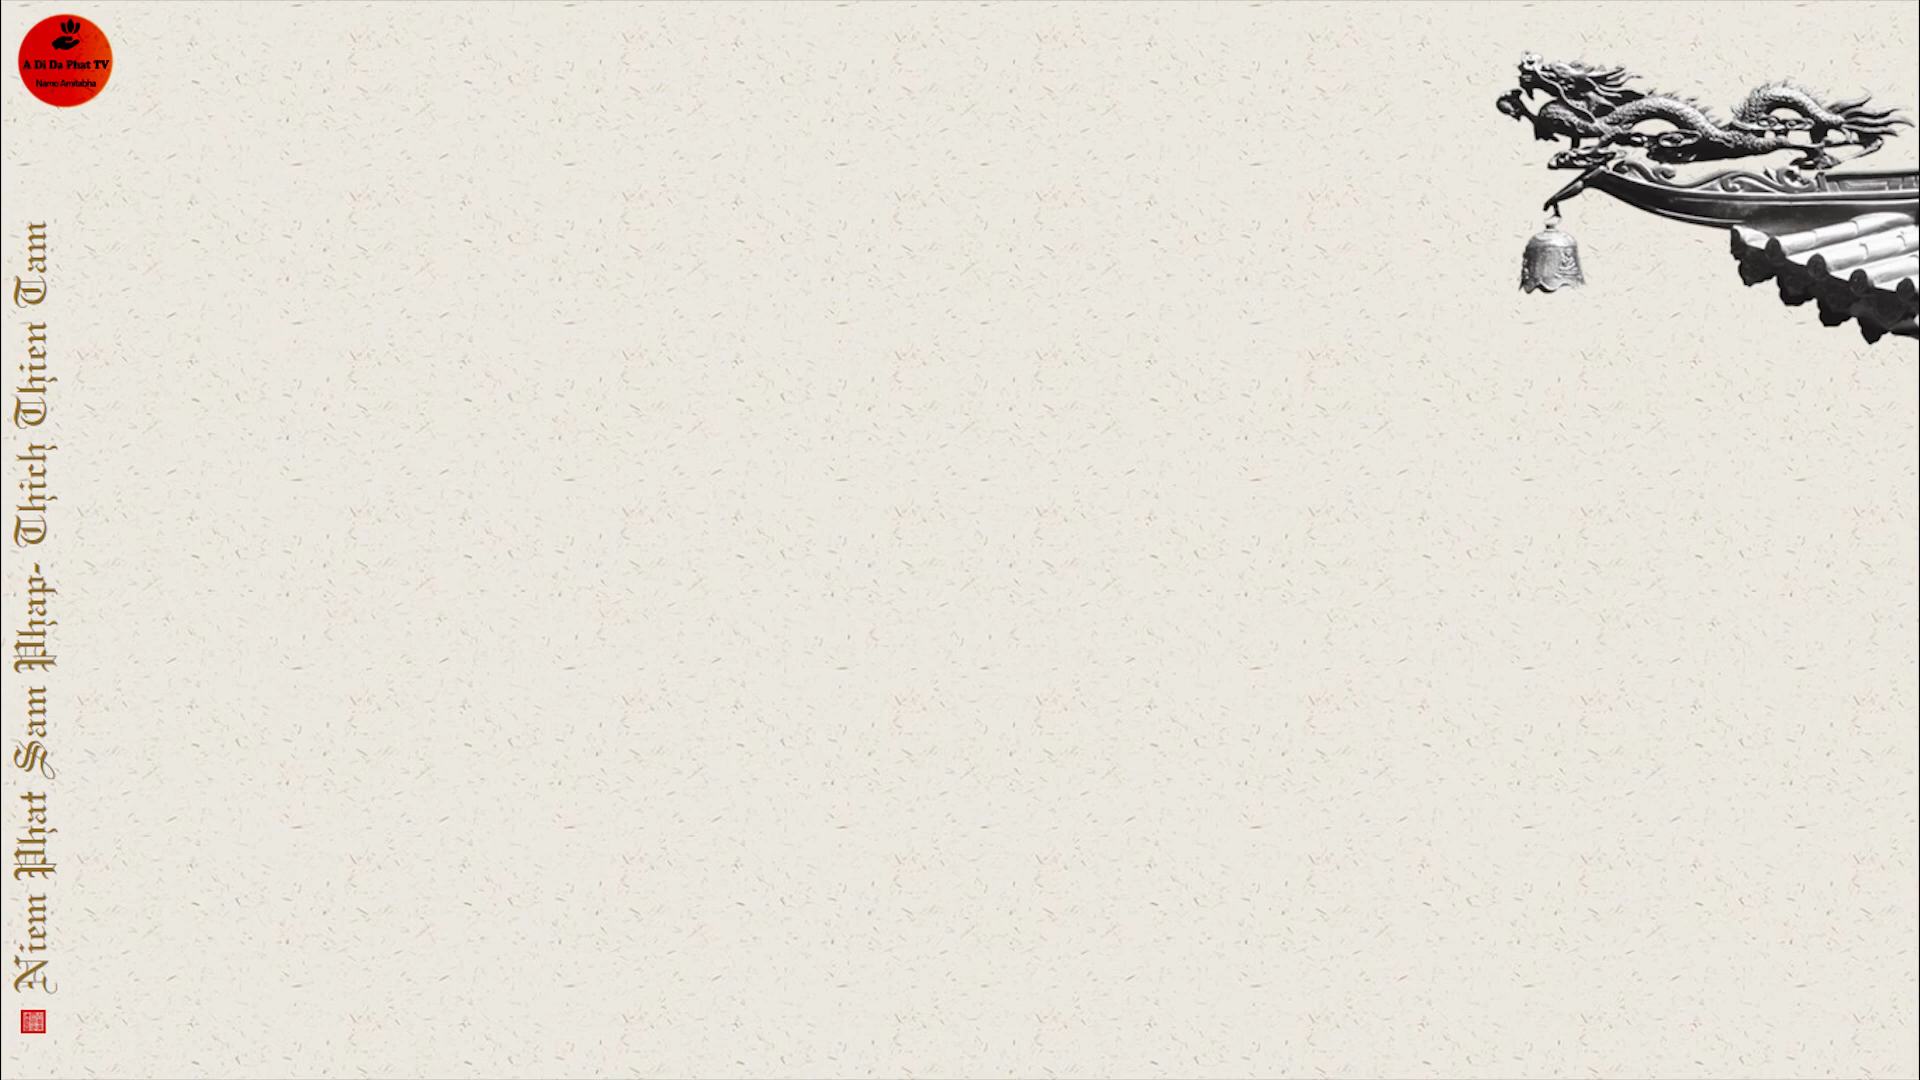 A Di Da Phat TV
Namo Amitabha
Niem Phat Sam Phap- Thich Thien Tam